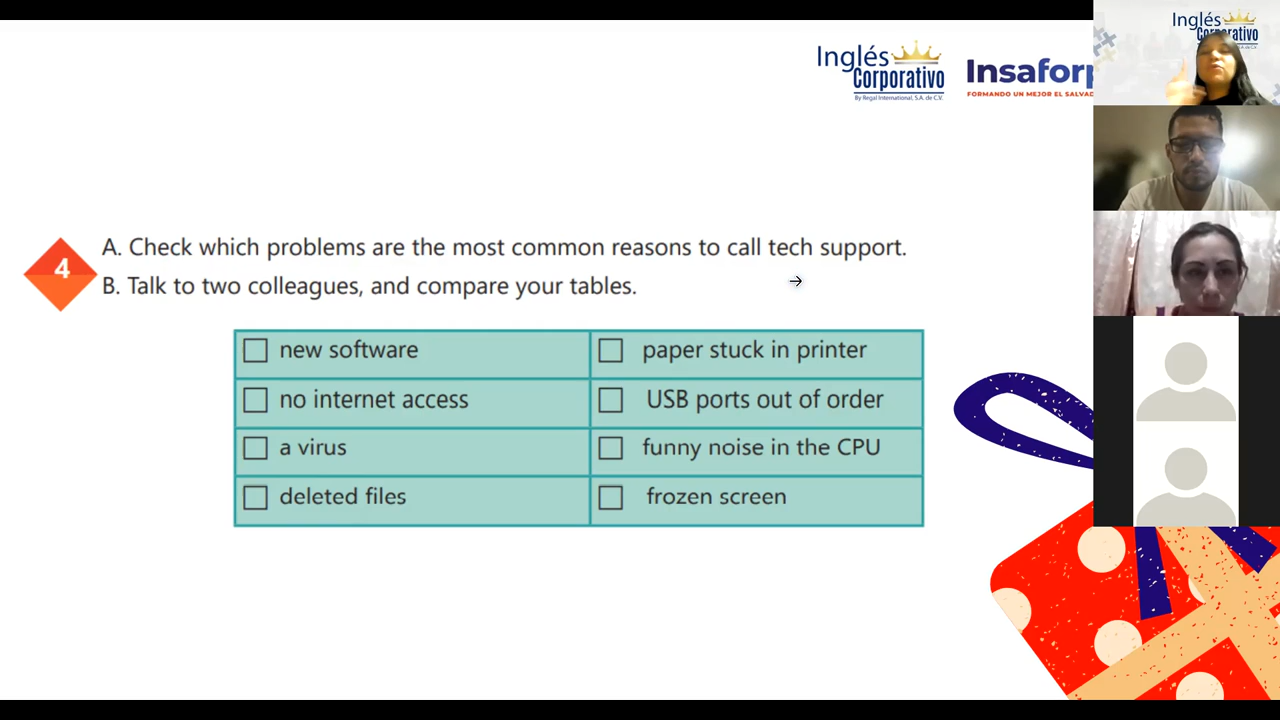 Inglés
Corporativo
By Regal International, S.A. de C.V.
Insaforp
FORMANDO UN MEJOR EL SALVA
Inglés
Corporativo
4
A. Check which problems are the most common reasons to call tech support.
B. Talk to two colleagues, and compare your tables.
new software
paper stuck in printer
no internet access
USB ports out of order
a virus
funny noise in the CPU
deleted files
frozen screen